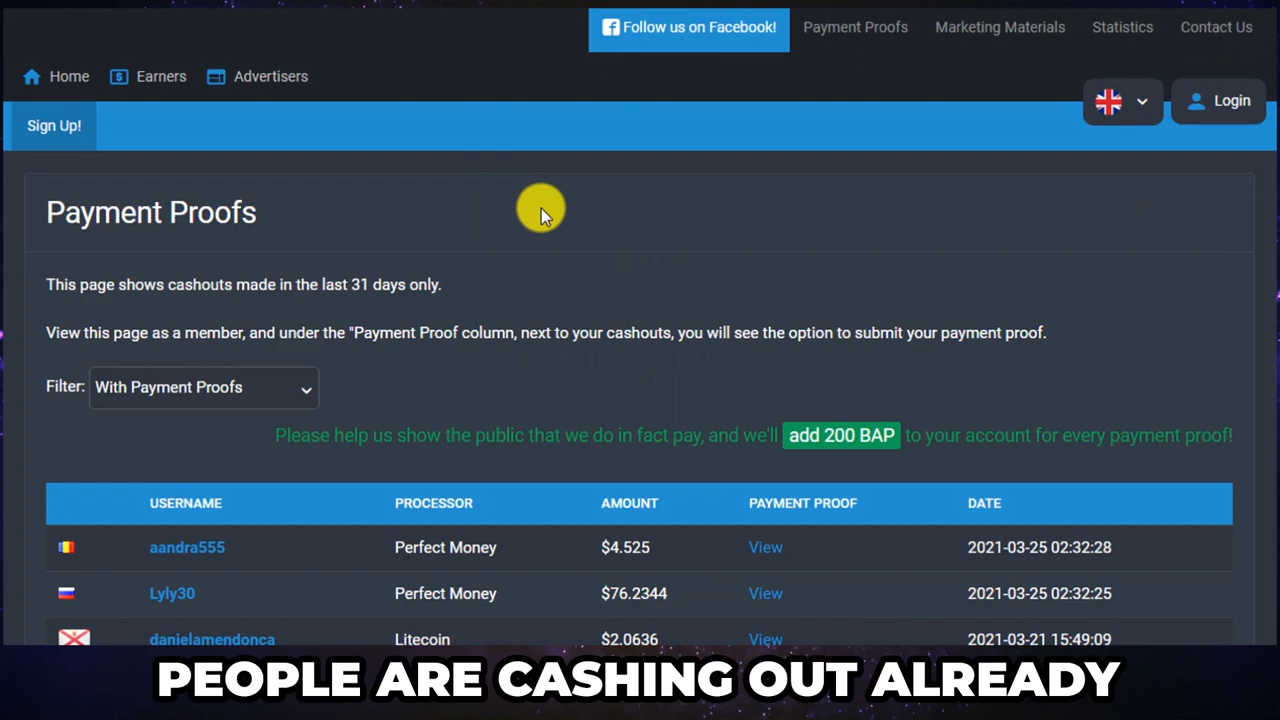 Follow us on Facebook! Payment Proofs Marketing Materials Statistics Contact Us
Home Earners Advertisers
Login
Sign Up!
Payment Proofs
This page shows cashouts made in the last 31 days only.
View this page as a member, and under the "Payment Proof column, next to your cashouts, you will see the option to submit your payment proof.
Filter: With Payment Proofs
Please help us show the public that we do in fact pay, and we'll add 200 BAP to your account for every payment proof!
USERNAME PROCESSOR AMOUNT PAYMENT PROOF DATE
aandra555 Perfect Money $4.525 View 2021-03-25 02:32:28
Lyly30 Perfect Money $76.2344 View 2021-03-25 02:32:25
danielamendonca Litecoin $2.0636 View 2021-03-21 15:49:09
PEOPLE ARE CASHING OUT ALREADY